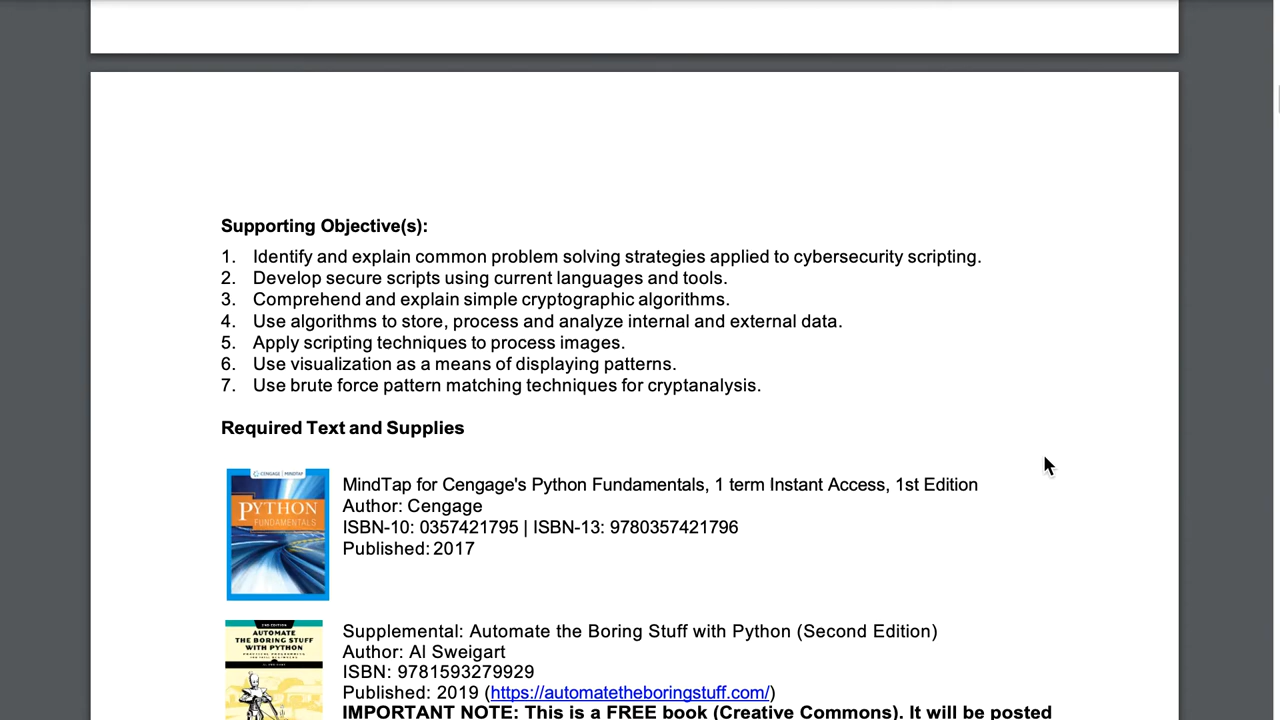 Supporting Objective(s):
1. Identify and explain common problem solving strategies applied to cybersecurity scripting.
2. Develop secure scripts using current languages and tools.
3. Comprehend and explain simple cryptographic algorithms.
4. Use algorithms to store, process and analyze internal and external data.
5. Apply scripting techniques to process images.
6. Use visualization as a means of displaying patterns.
7. Use brute force pattern matching techniques for cryptanalysis.
Required Text and Supplies
CENGAGE | MINDTAP
PYTHON
FUNDAMENTALS
MindTap for Cengage's Python Fundamentals, 1 term Instant Access, 1st Edition
Author: Cengage
ISBN-10: 0357421795 | ISBN-13: 9780357421796
Published: 2017
2ND EDITION
AUTOMATE
THE BORING STUFF
WITH PYTHON
Supplemental: Automate the Boring Stuff with Python (Second Edition)
Author: Al Sweigart
ISBN: 9781593279929
Published: 2019 (https://automatetheboringstuff.com/)
IMPORTANT NOTE: This is a FREE book (Creative Commons). It will be posted